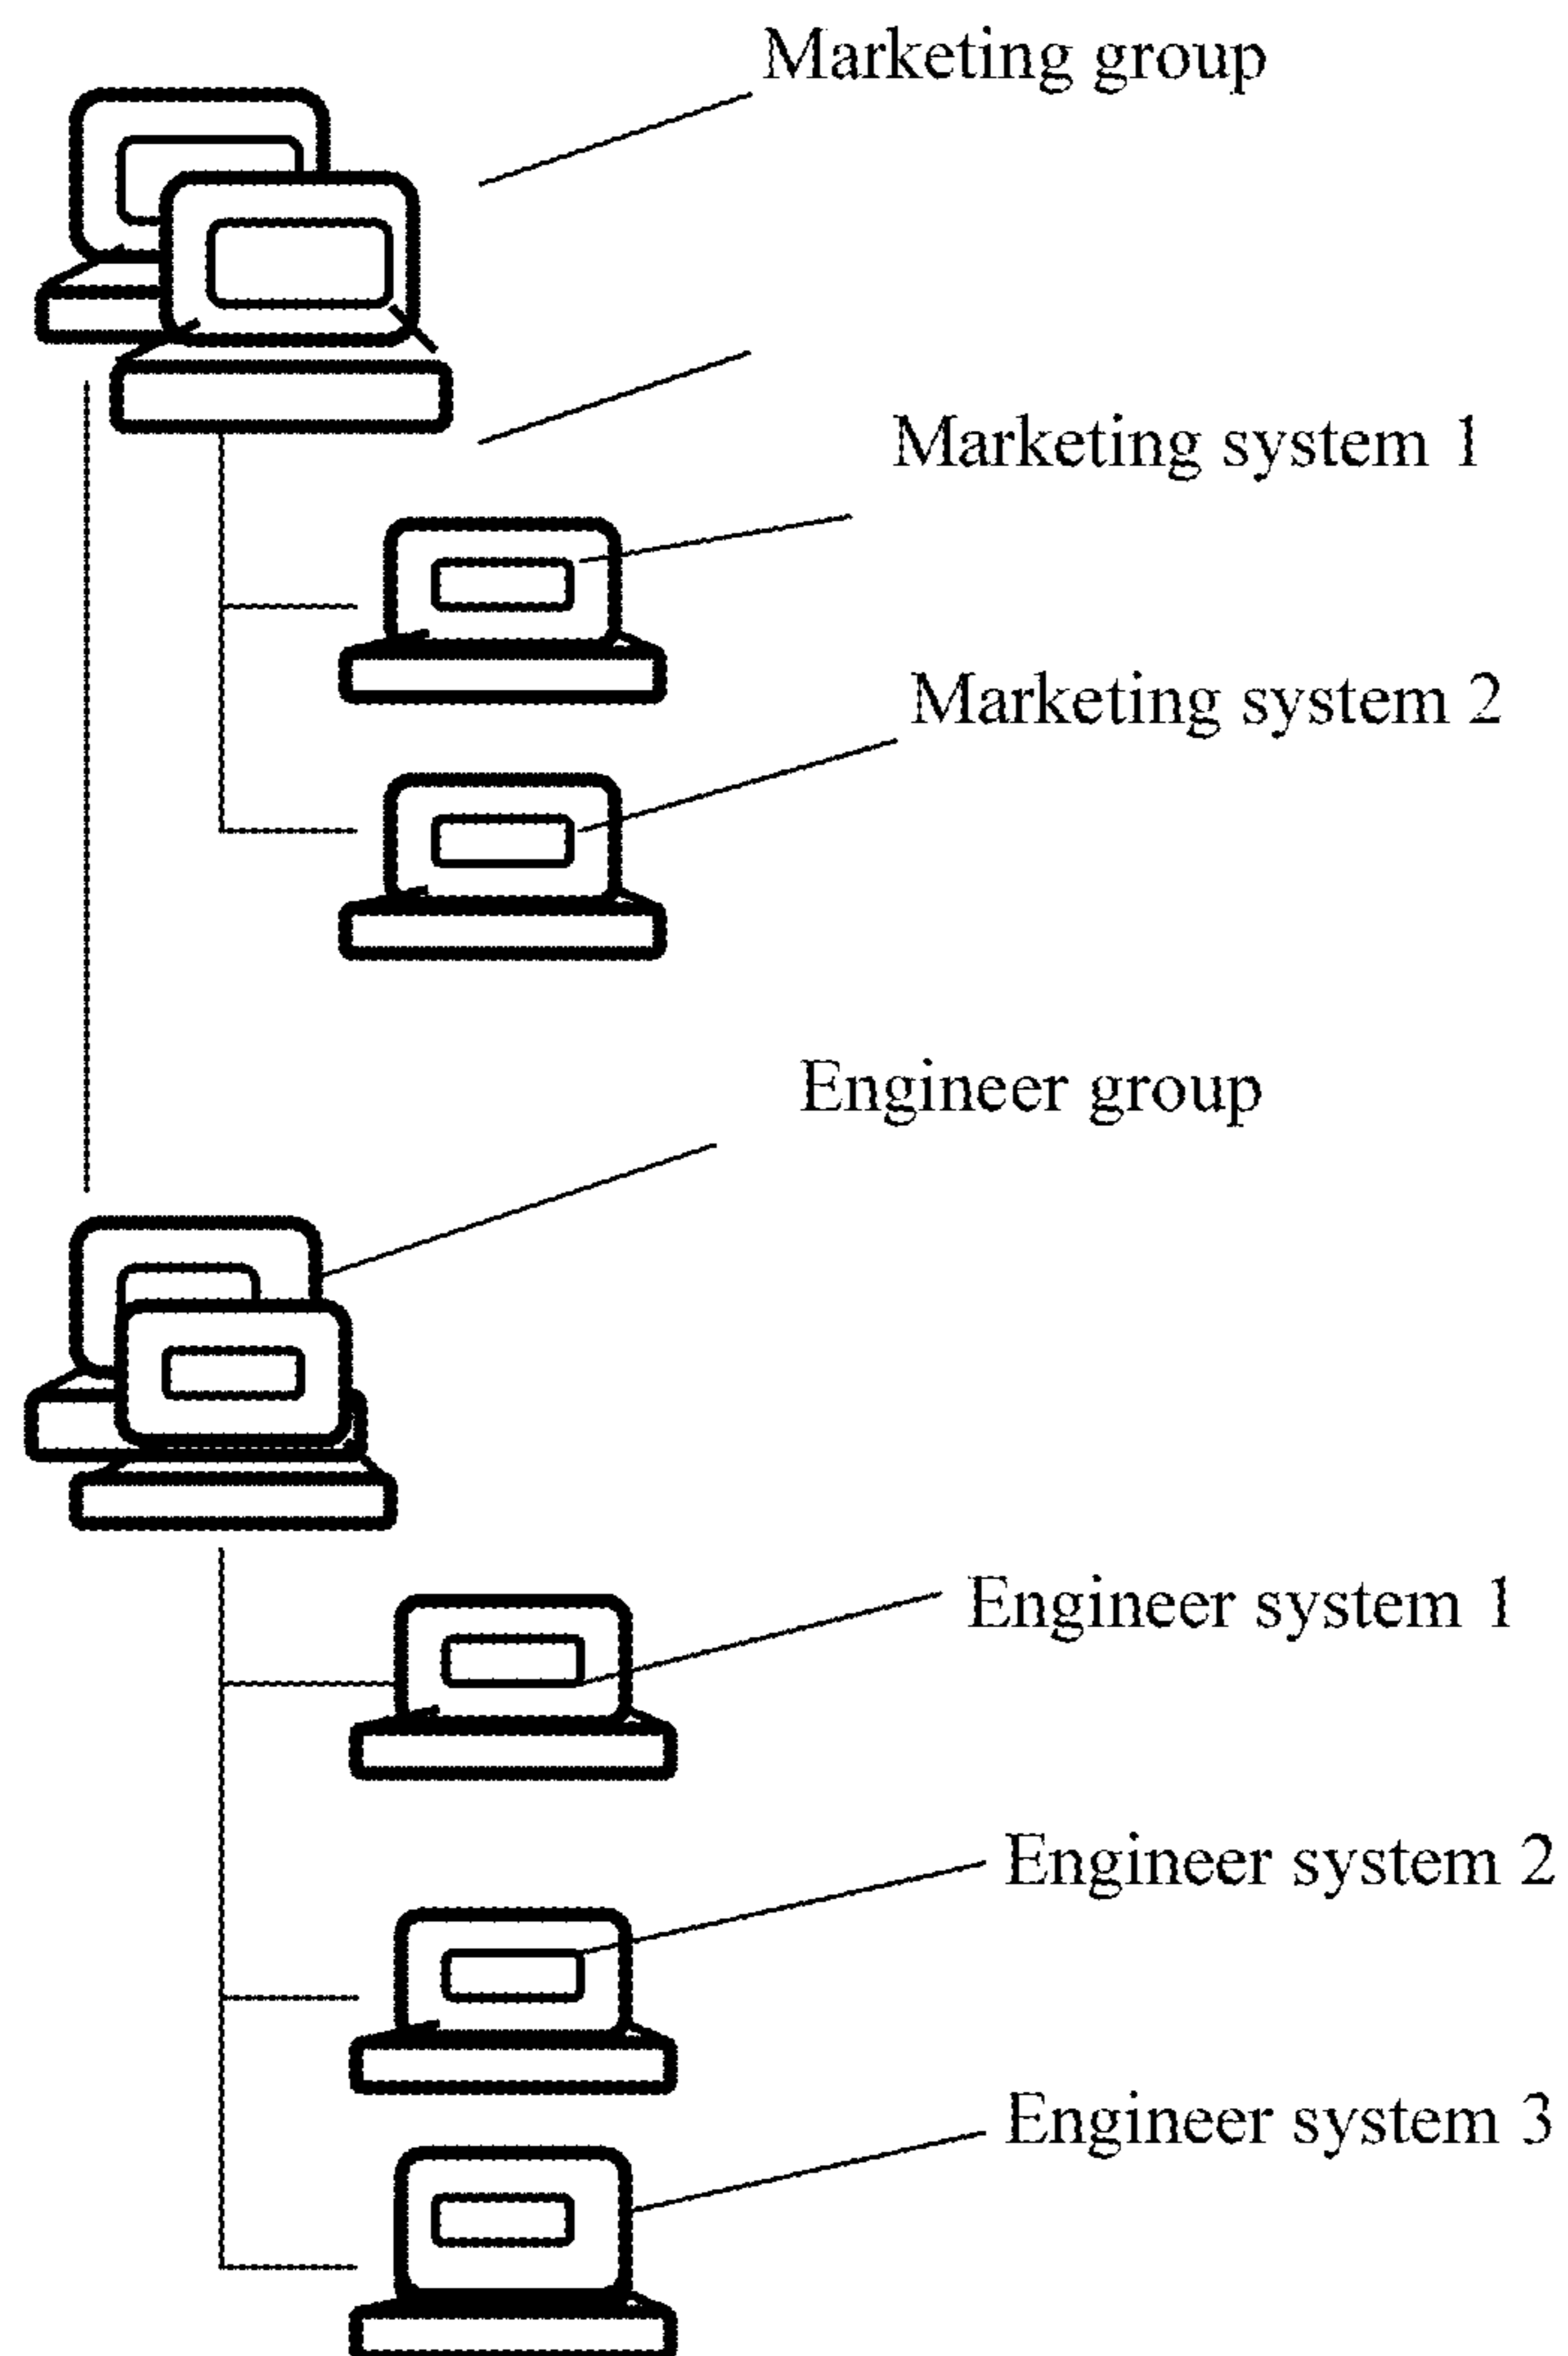 Marketing group
Marketing system 1
Marketing system 2
Engineer group
Engineer system 1
Engineer system 2
Engineer system 3